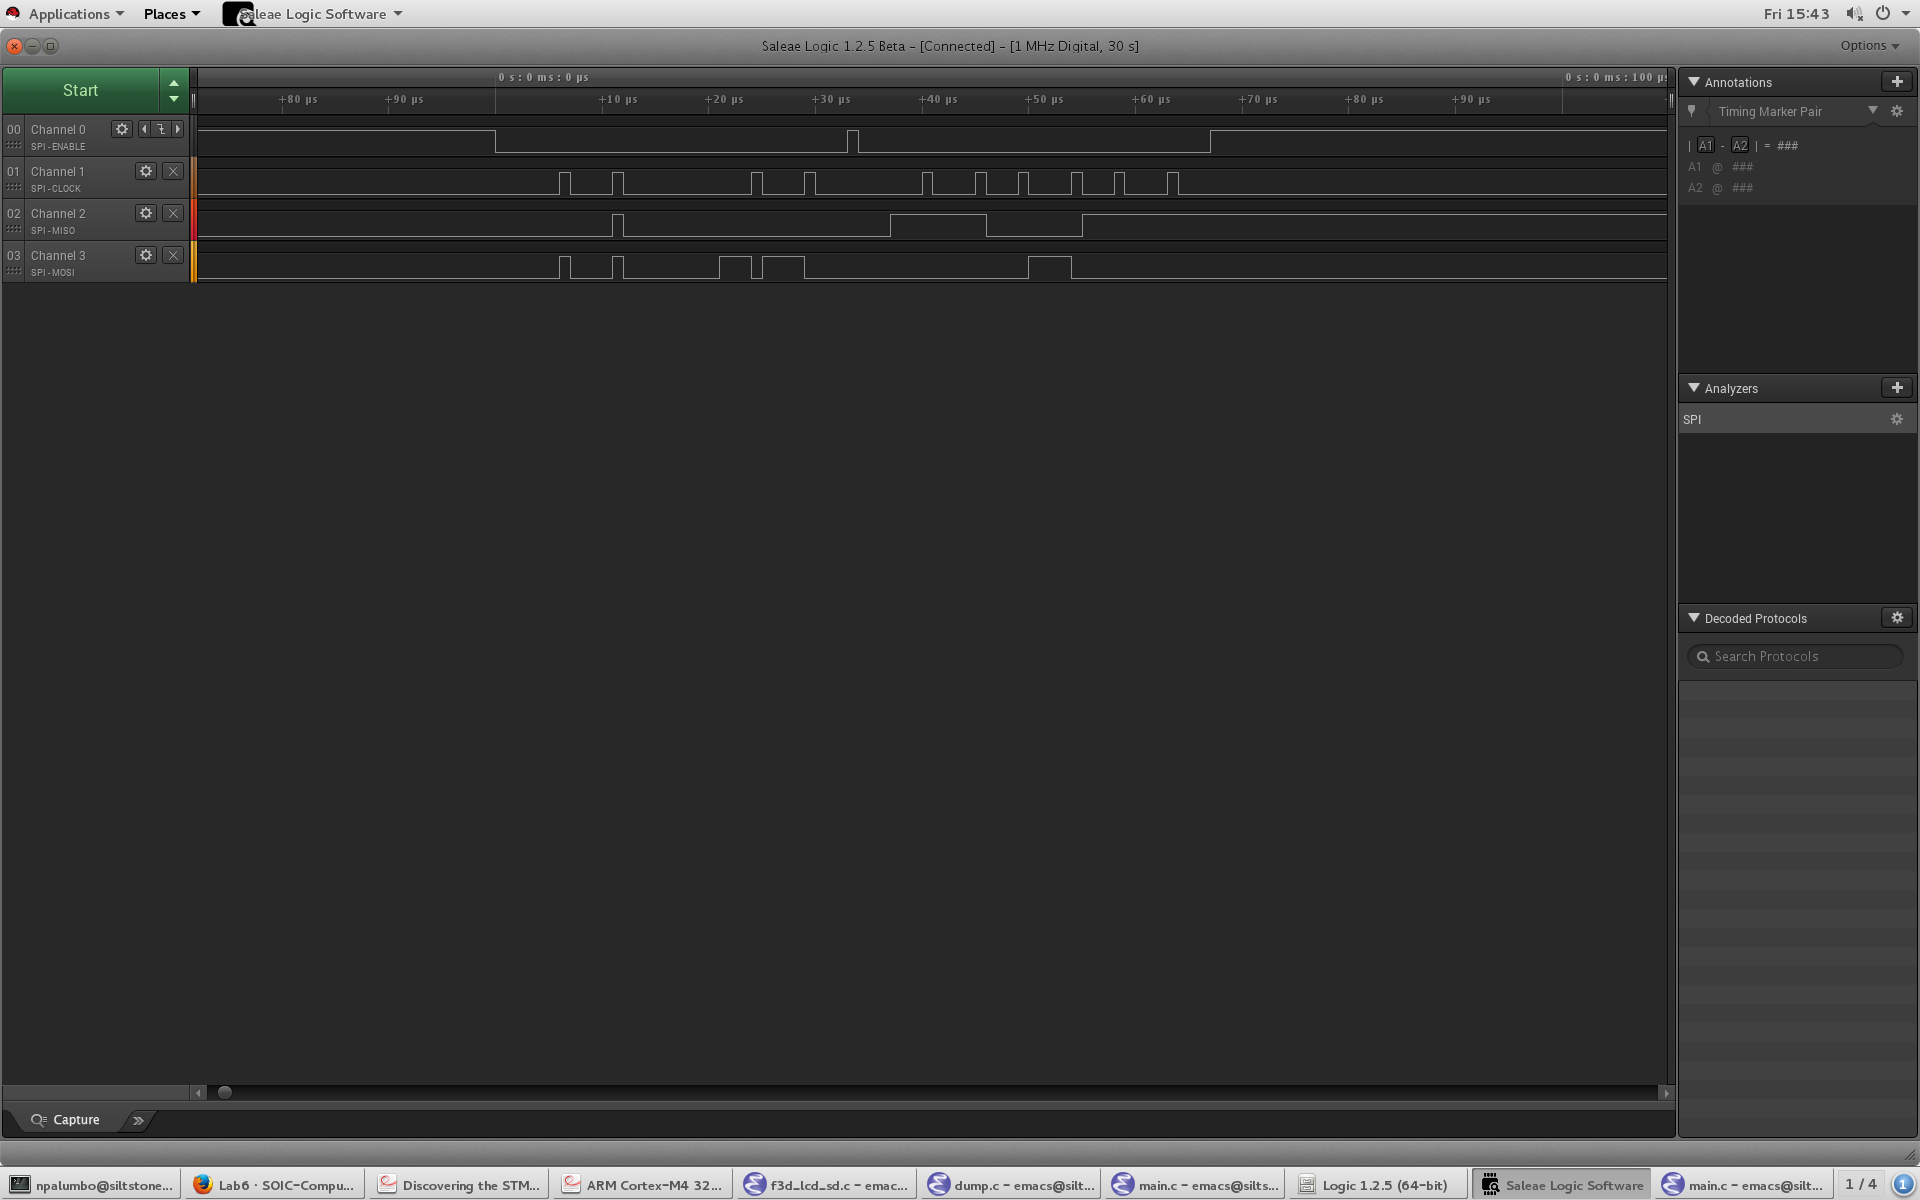 Applications Places Saleae Logic Software Fri 15:43
Saleae Logic 1.2.5 Beta – [Connected] – [1 MHz Digital, 30 s] Options
Start
0 s : 0 ms : 0 µs 0 s : 0 ms : 100 µs
+80 µs +90 µs +10 µs +20 µs +30 µs +40 µs +50 µs +60 µs +70 µs +80 µs +90 µs
00 Channel 0
SPI - ENABLE
01 Channel 1
SPI - CLOCK
02 Channel 2
SPI - MISO
03 Channel 3
SPI - MOSI
Annotations
Timing Marker Pair
| A1 - A2 | = ###
A1 @ ###
A2 @ ###
Analyzers
SPI
Decoded Protocols
Search Protocols
Capture
npalumbo@siltstone... Lab6 · SOIC-Compu... Discovering the STM... ARM Cortex-M4 32... f3d_lcd_sd.c – emac... dump.c – emacs@silt... main.c – emacs@silts... Logic 1.2.5 (64-bit) Saleae Logic Software main.c – emacs@silt... 1 / 4 1